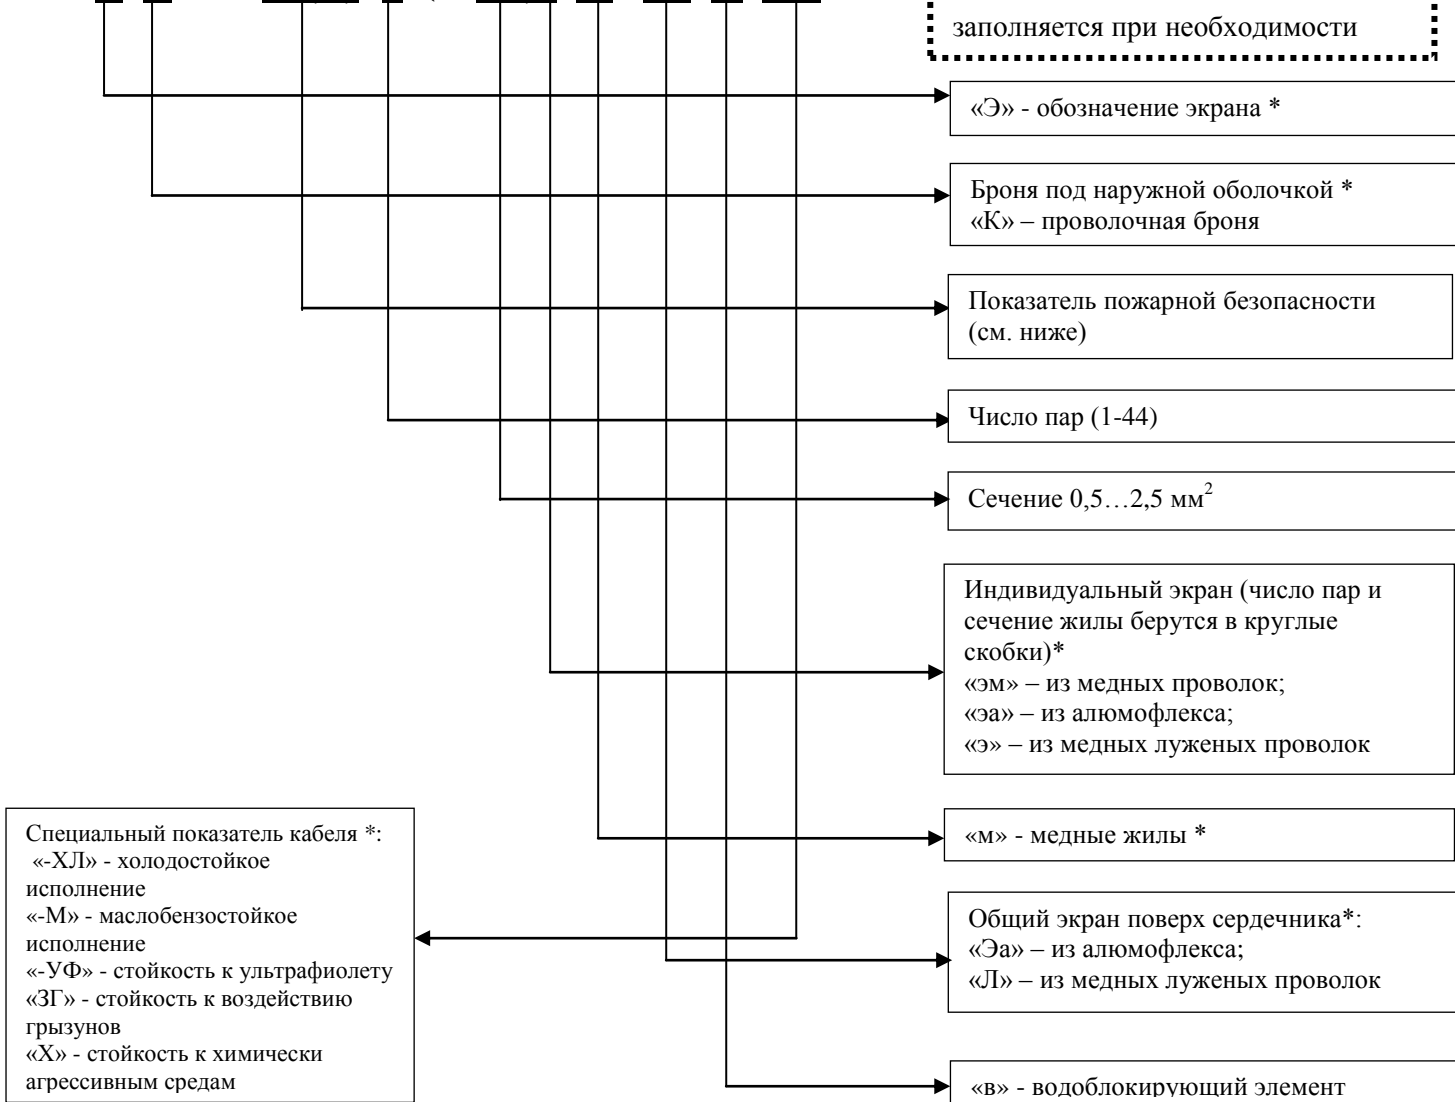 заполняется при необходимости
«Э» - обозначение экрана *
Броня под наружной оболочкой *
«К» – проволочная броня
Показатель пожарной безопасности
(см. ниже)
Число пар (1-44)
Сечение 0,5…2,5 мм²
Индивидуальный экран (число пар и
сечение жилы берутся в круглые
скобки)*
«эм» – из медных проволок;
«эа» – из алюмофлекса;
«э» – из медных луженых проволок
«м» - медные жилы *
Специальный показатель кабеля *:
«-ХЛ» - холодостойкое
исполнение
«-М» - маслобензостойкое
исполнение
«-УФ» - стойкость к ультрафиолету
«ЗГ» - стойкость к воздействию
грызунов
«Х» - стойкость к химически
агрессивным средам
Общий экран поверх сердечника*:
«Эа» – из алюмофлекса;
«Л» – из медных луженых проволок
«в» - водоблокирующий элемент